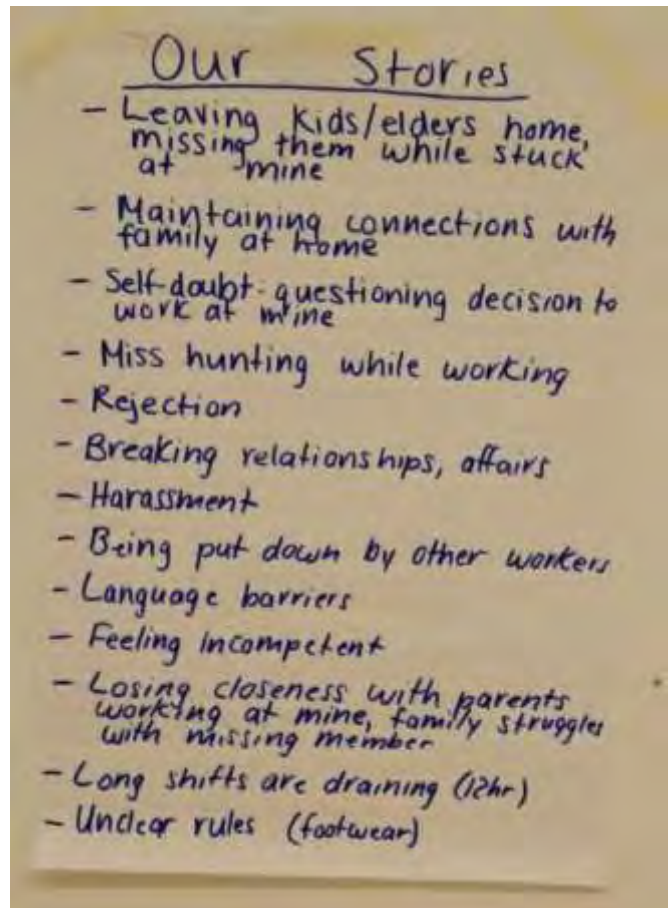 Our Stories
- Leaving kids/elders home,
missing them while stuck
at mine
- Maintaining connections with
family at home
- Self-doubt-questioning decision to
work at mine
- Miss hunting while working
- Rejection
- Breaking relationships, affairs
- Harassment
- Being put down by other workers
- Language barriers
- Feeling incompetent
- Losing closeness with parents
working at mine, family struggles
with missing member
- Long shifts are draining (12hr)
- Unclear rules (footwear)